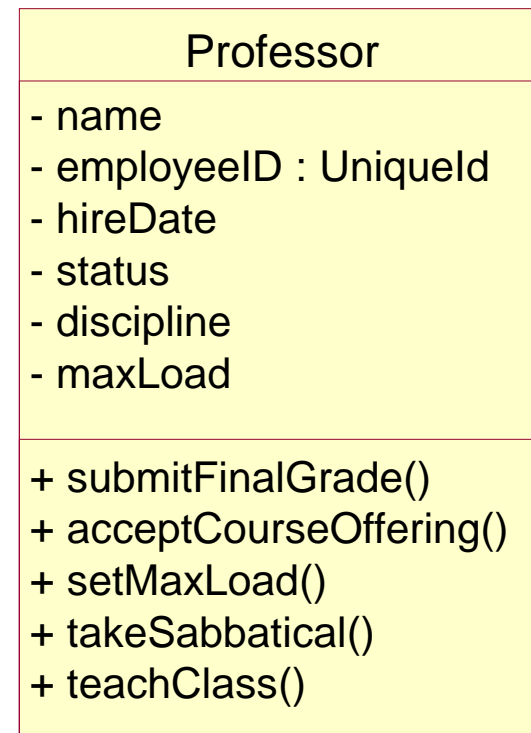 Professor
- name
- employeeID : UniqueId
- hireDate
- status
- discipline
- maxLoad
+ submitFinalGrade()
+ acceptCourseOffering()
+ setMaxLoad()
+ takeSabbatical()
+ teachClass()